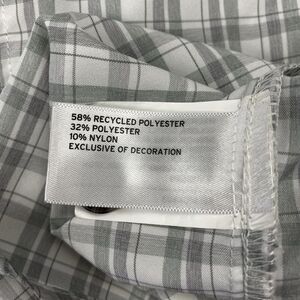 58% RECYCLED POLYESTER
32% POLYESTER
10% NYLON
EXCLUSIVE OF DECORATION